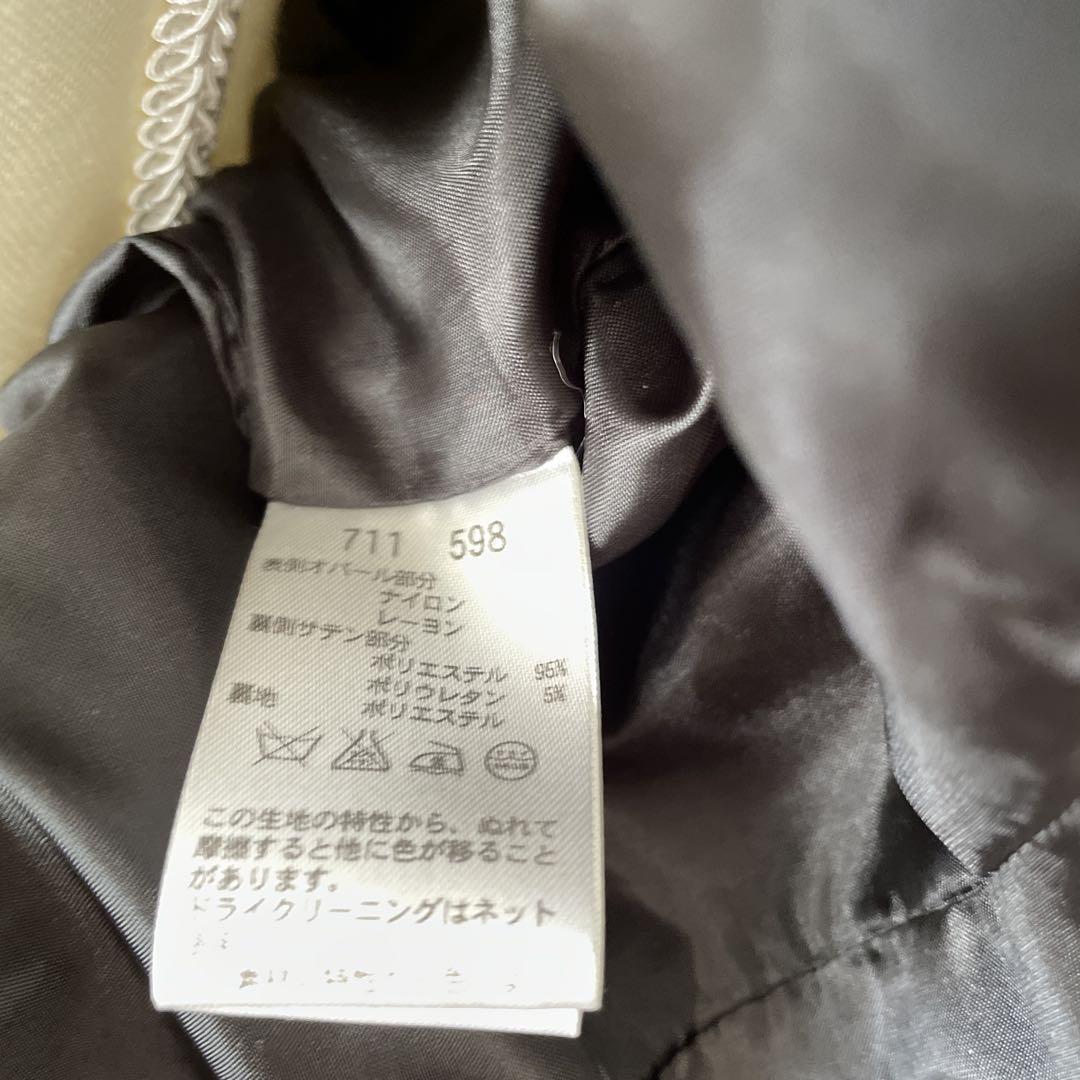 711 598
表側オパール部分
ナイロン
レーヨン
裏側サテン部分
ポリエステル 95%
ポリウレタン 5%
裏地 ポリエステル
この生地の特性から、ぬれて
摩擦すると他に色が移ること
があります。
ドライクリーニングはネット